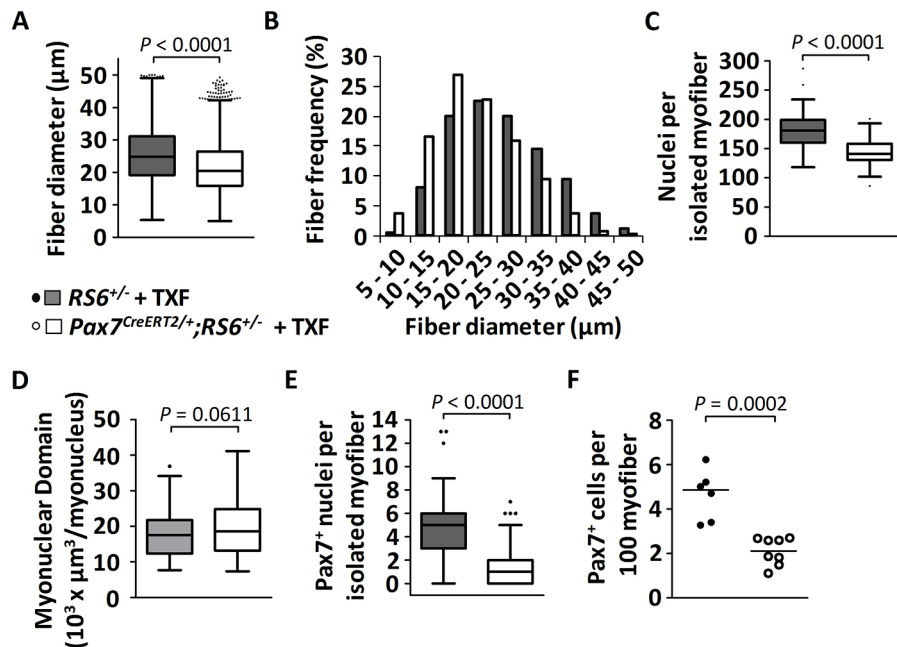 A
P < 0.0001
Fiber diameter (μm)
50
40
30
20
10
0
B
Fiber frequency (%)
30
25
20
15
10
5
0
5 - 10
10 - 15
15 - 20
20 - 25
25 - 30
30 - 35
35 - 40
40 - 45
45 - 50
Fiber diameter (μm)
C
P < 0.0001
Nuclei per
isolated myofiber
300
250
200
150
100
50
0
RS6+/- + TXF
Pax7CreERT2/+;RS6+/- + TXF
D
P = 0.0611
Myonuclear Domain
(10³ x μm³/myonucleus)
50
40
30
20
10
0
E
P < 0.0001
Pax7+ nuclei per
isolated myofiber
14
12
10
8
6
4
2
0
F
P = 0.0002
Pax7+ cells per
100 myofiber
8
6
4
2
0